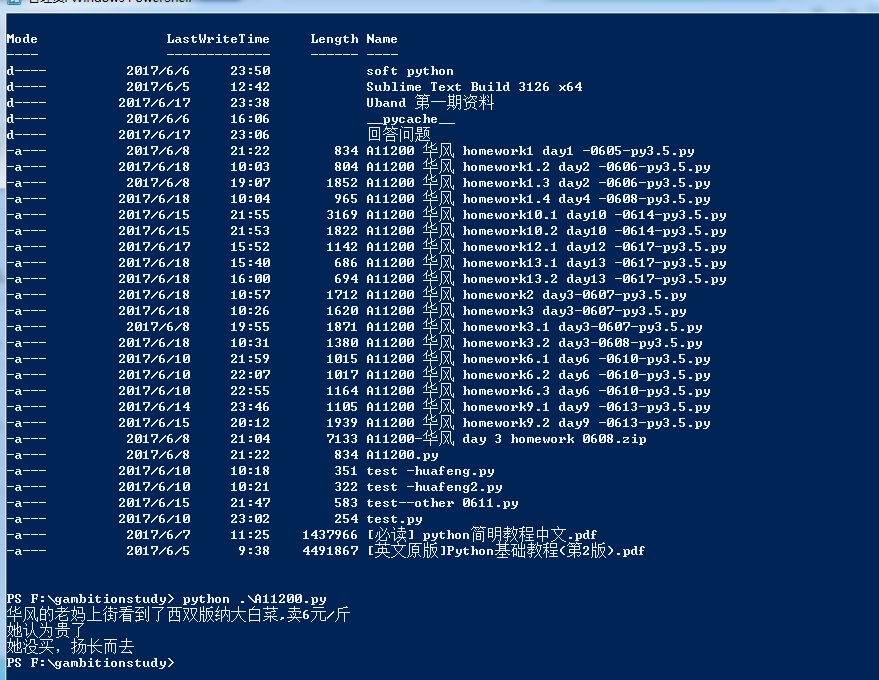 管理员: Windows PowerShell
Mode                LastWriteTime     Length Name
----                -------------     ------ ----
d----          2017/6/6     23:50            soft python
d----          2017/6/5     12:42            Sublime Text Build 3126 x64
d----         2017/6/17     23:38            Uband 第一期资料
d----          2017/6/6     16:06            __pycache__
d----         2017/6/17     23:06            回答问题
-a---          2017/6/8     21:22        834 A11200 华风 homework1 day1 -0605-py3.5.py
-a---         2017/6/18     10:03        804 A11200 华风 homework1.2 day2 -0606-py3.5.py
-a---          2017/6/8     19:07       1852 A11200 华风 homework1.3 day2 -0606-py3.5.py
-a---         2017/6/18     10:04        965 A11200 华风 homework1.4 day4 -0608-py3.5.py
-a---         2017/6/15     21:55       3169 A11200 华风 homework10.1 day10 -0614-py3.5.py
-a---         2017/6/15     21:53       1822 A11200 华风 homework10.2 day10 -0614-py3.5.py
-a---         2017/6/17     15:52       1142 A11200 华风 homework12.1 day12 -0617-py3.5.py
-a---         2017/6/18     15:40        686 A11200 华风 homework13.1 day13 -0617-py3.5.py
-a---         2017/6/18     16:00        694 A11200 华风 homework13.2 day13 -0617-py3.5.py
-a---         2017/6/18     10:57       1712 A11200 华风 homework2 day3-0607-py3.5.py
-a---         2017/6/18     10:26       1620 A11200 华风 homework3 day3-0607-py3.5.py
-a---          2017/6/8     19:55       1871 A11200 华风 homework3.1 day3-0607-py3.5.py
-a---         2017/6/18     10:31       1380 A11200 华风 homework3.2 day3-0608-py3.5.py
-a---         2017/6/10     21:59       1015 A11200 华风 homework6.1 day6 -0610-py3.5.py
-a---         2017/6/10     22:07       1017 A11200 华风 homework6.2 day6 -0610-py3.5.py
-a---         2017/6/10     22:55       1164 A11200 华风 homework6.3 day6 -0610-py3.5.py
-a---         2017/6/14     23:46       1105 A11200 华风 homework9.1 day9 -0613-py3.5.py
-a---         2017/6/15     20:12       1939 A11200 华风 homework9.2 day9 -0613-py3.5.py
-a---          2017/6/8     21:04       7133 A11200-华风 day 3 homework 0608.zip
-a---          2017/6/8     21:22        834 A11200.py
-a---         2017/6/10     10:18        351 test -huafeng.py
-a---         2017/6/10     10:21        322 test -huafeng2.py
-a---         2017/6/15     21:47        583 test--other 0611.py
-a---         2017/6/10     23:02        254 test.py
-a---          2017/6/7     11:25    1437966 [必读] python简明教程中文.pdf
-a---          2017/6/5      9:38    4491867 [英文原版]Python基础教程(第2版).pdf
PS F:\gambitionstudy> python .\A11200.py
华风的老妈上街看到了西双版纳大白菜,卖6元/斤
她认为贵了
她没买，扬长而去
PS F:\gambitionstudy>